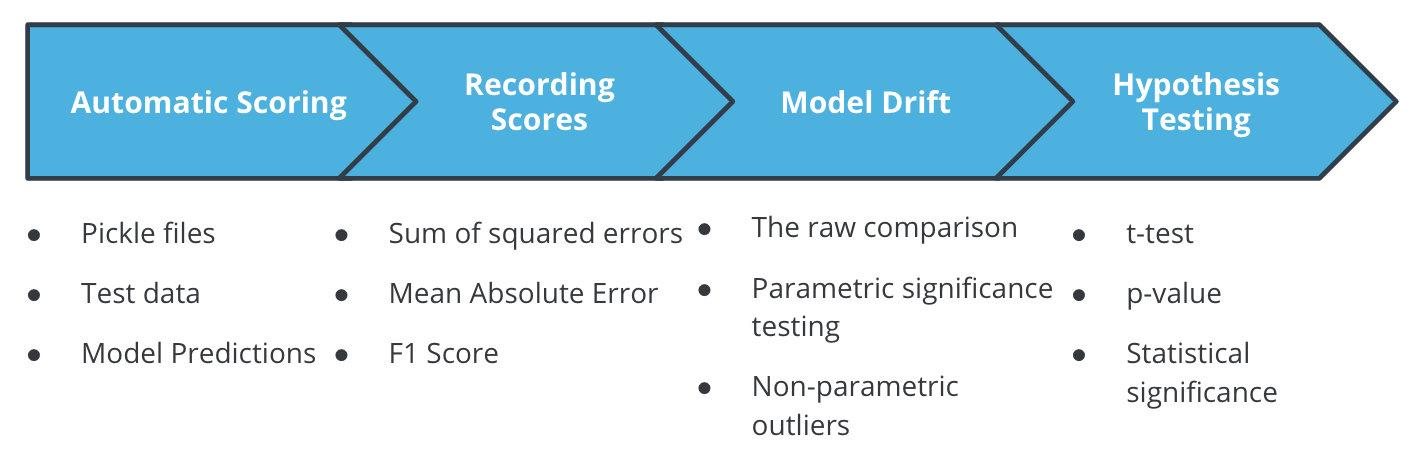 Automatic Scoring
Recording
Scores
Model Drift
Hypothesis
Testing
● Pickle files
● Test data
● Model Predictions
● Sum of squared errors
● Mean Absolute Error
● F1 Score
● The raw comparison
● Parametric significance
testing
● Non-parametric
outliers
● t-test
● p-value
● Statistical
significance